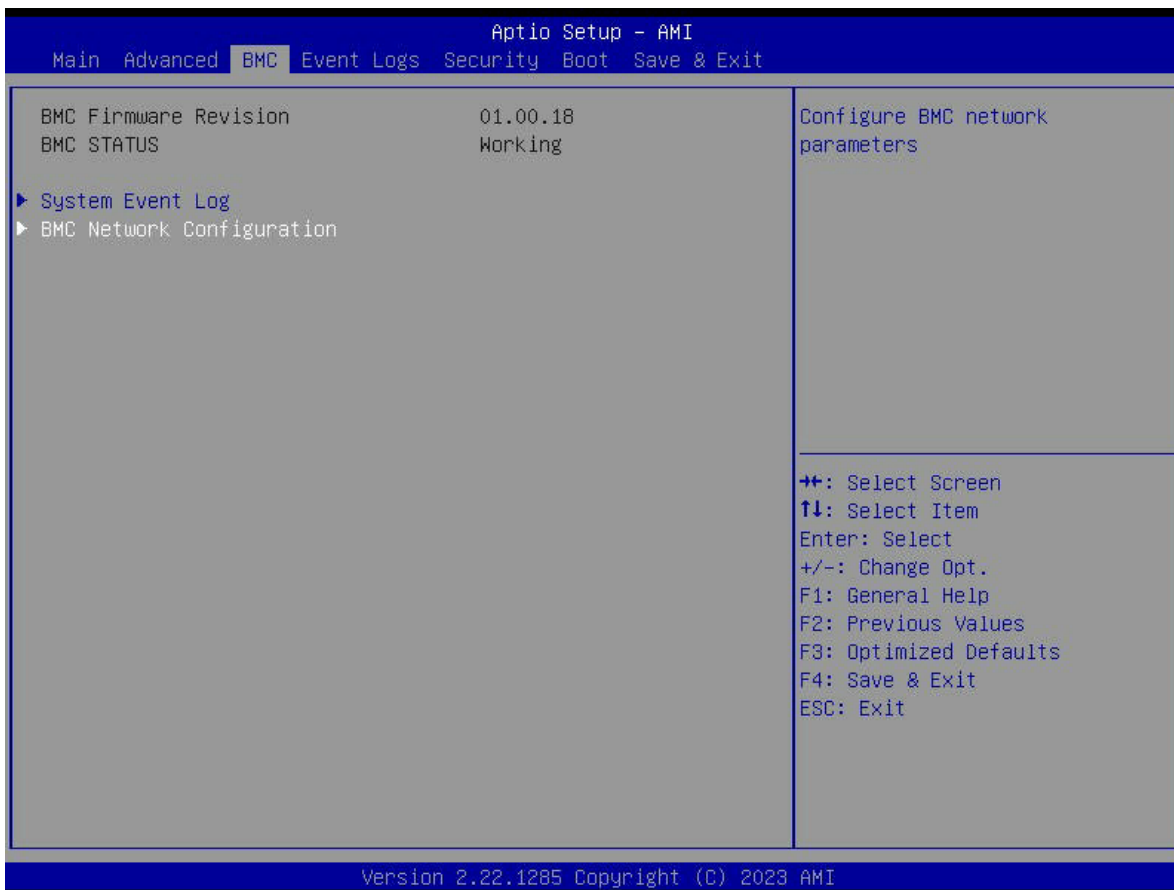 Aptio Setup - AMI
Main Advanced BMC Event Logs Security Boot Save & Exit
BMC Firmware Revision 01.00.18
BMC STATUS Working
System Event Log
BMC Network Configuration
Configure BMC network
parameters
→←: Select Screen
↑↓: Select Item
Enter: Select
+/-: Change Opt.
F1: General Help
F2: Previous Values
F3: Optimized Defaults
F4: Save & Exit
ESC: Exit
Version 2.22.1285 Copyright (C) 2023 AMI